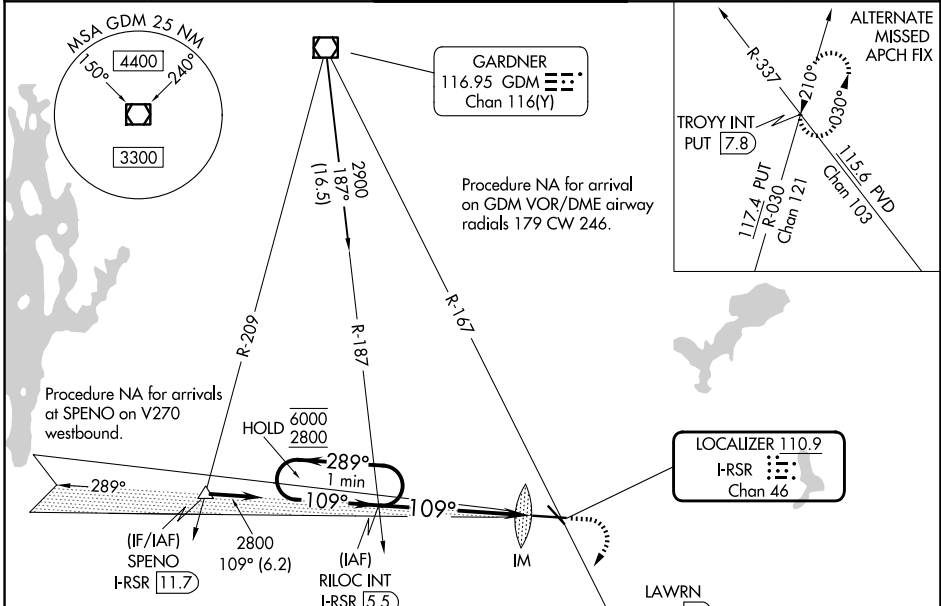 MSA GDM 25 NM
4400
150°
240°
3300
GARDNER
116.95 GDM
Chan 116(Y)
ALTERNATE
MISSED
APCH FIX
R-337
210°
030°
TROYY INT
PUT 7.8
115.6 PVD
Chan 103
117.4 PUT
R-030
Chan 121
2900
187°
(16.5)
Procedure NA for arrival
on GDM VOR/DME airway
radials 179 CW 246.
R-209
R-187
R-167
Procedure NA for arrivals
at SPENO on V270
westbound.
HOLD
6000
2800
289°
1 min
109°
109°
289°
LOCALIZER 110.9
I-RSR
Chan 46
(IF/IAF)
SPENO
I-RSR 11.7
2800
109° (6.2)
(IAF)
RILOC INT
I-RSR 5.5
IM
LAWRN